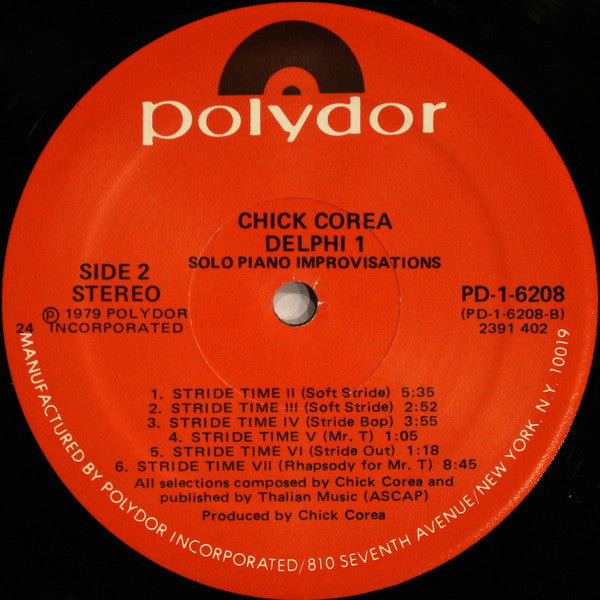 polydor
CHICK COREA
DELPHI 1
SOLO PIANO IMPROVISATIONS
SIDE 2
STEREO
℗ 1979 POLYDOR
INCORPORATED
24
PD-1-6208
(PD-1-6208-B)
2391 402
1. STRIDE TIME II (Soft Stride) 5:35
2. STRIDE TIME !!! (Soft Stride) 2:52
3. STRIDE TIME IV (Stride Bop) 3:55
4. STRIDE TIME V (Mr. T) 1:05
5. STRIDE TIME VI (Stride Out) 1:20
6. STRIDE TIME VII (Rhapsody for Mr. T) 8:45
All selections composed by Chick Corea and
published by Thalian Music (ASCAP)
Produced by Chick Corea
MANUFACTURED BY POLYDOR INCORPORATED/810 SEVENTH AVENUE/NEW YORK, N.Y. 10019